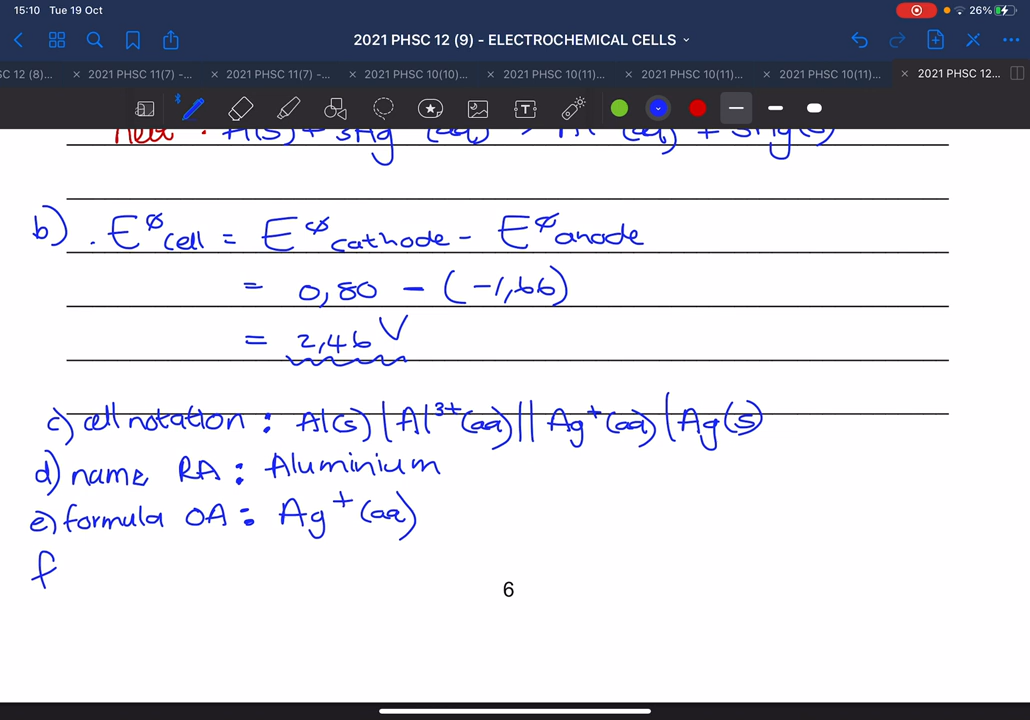 15:10 Tue 19 Oct
26%
2021 PHSC 12 (9) - ELECTROCHEMICAL CELLS
SC 12 (8)... × 2021 PHSC 11(7) -... × 2021 PHSC 11(7) -... × 2021 PHSC 10(10)... × 2021 PHSC 10(11)... × 2021 PHSC 10(11)... × 2021 PHSC 10(11)... × 2021 PHSC 12...
b) . E⦵cell = E⦵cathode - E⦵anode
= 0,80 - (-1,66)
= 2,46 V
c) cell notation : Al(s) | Al³⁺(aq) || Ag⁺(aq) | Ag(s)
d) name RA : Aluminium
e) formula OA : Ag⁺(aq)
f
6